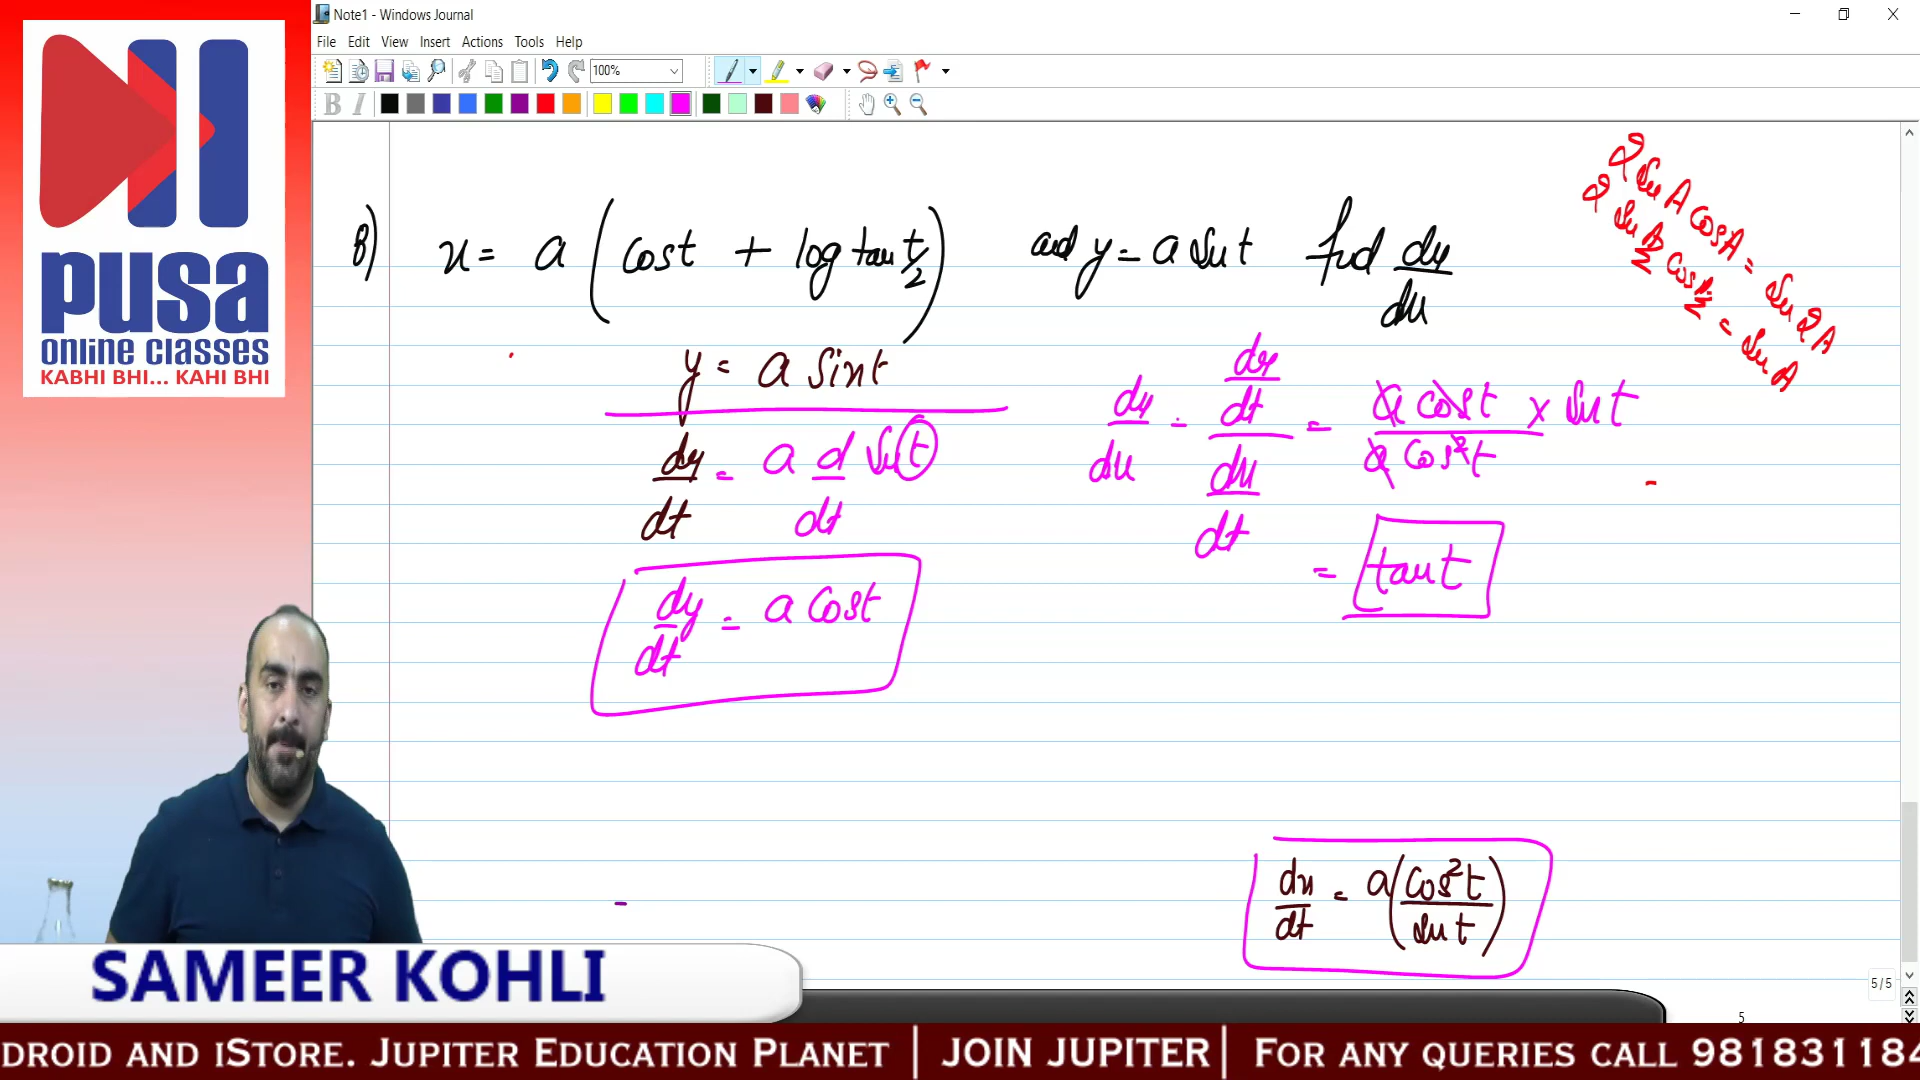 Note1 - Windows Journal
File Edit View Insert Actions Tools Help
100%
PUSA
ONLINE CLASSES
KABHI BHI... KAHI BHI
8) x = a (cost + log tan t/2) and y = a sin t find dy/dx
2 sin A cos A = sin 2A
2 sin A/2 cos A/2 = sin A
y = a sin t
dy/dt = a d/dt sin t
dy/dt = a cost
dy/dx = (dy/dt)/(dx/dt) = (a cost)/(a cos²t) × sin t
= tan t
dx/dt = a(cos²t/sin t)
5/5
5
SAMEER KOHLI
DROID AND iSTORE. JUPITER EDUCATION PLANET | JOIN JUPITER | FOR ANY QUERIES CALL 981831184